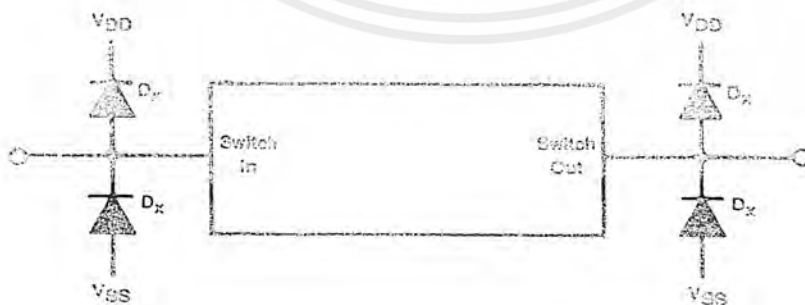 VDD
VDD
Dx
Dx
Switch
In
Switch
Out
Dx
Dx
VSS
VSS